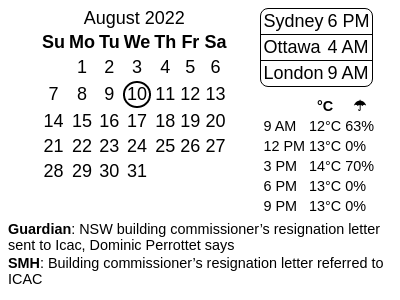 August 2022
Su Mo Tu We Th Fr Sa
1 2 3 4 5 6
7 8 9 10 11 12 13
14 15 16 17 18 19 20
21 22 23 24 25 26 27
28 29 30 31
Sydney 6 PM
Ottawa 4 AM
London 9 AM
°C ☂
9 AM 12°C 63%
12 PM 13°C 0%
3 PM 14°C 70%
6 PM 13°C 0%
9 PM 13°C 0%
Guardian: NSW building commissioner’s resignation letter
sent to Icac, Dominic Perrottet says
SMH: Building commissioner’s resignation letter referred to
ICAC